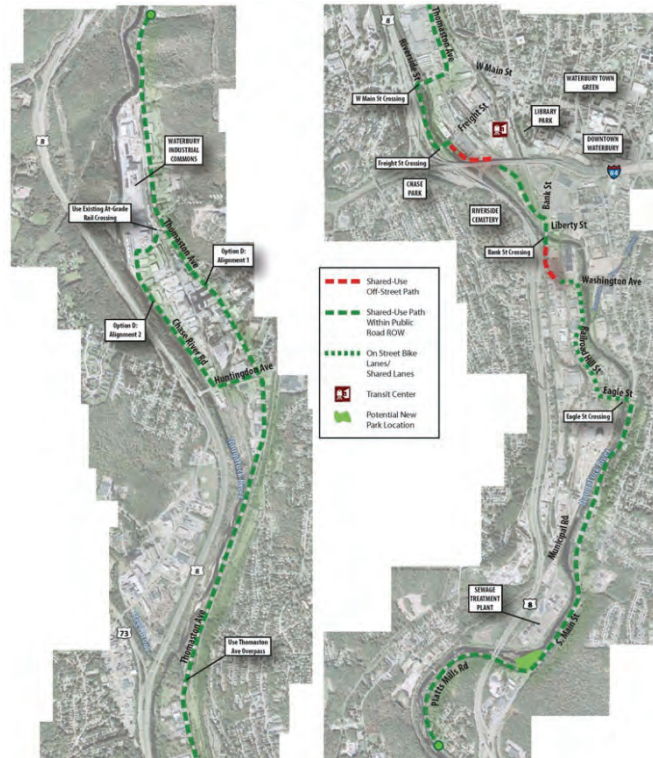 8
WATERBURY
INDUSTRIAL
COMMONS
Use Existing At-Grade
Rail Crossing
Thomaston Ave
Option D:
Alignment 1
Option D:
Alignment 2
Chase River Rd
Huntingdon Ave
8
73
Thomaston Ave
Use Thomaston
Ave Overpass
8
Thomaston Ave
Riverside St
W Main St
WATERBURY TOWN
GREEN
W Main St Crossing
Freight St
LIBRARY
PARK
DOWNTOWN
WATERBURY
Freight St Crossing
84
CHASE
PARK
RIVERSIDE
CEMETERY
Bank St
Liberty St
Bank St Crossing
Washington Ave
Railroad Hill St
Eagle St
Eagle St Crossing
Municipal Rd
SEWAGE
TREATMENT
PLANT
8
S. Main St
Platts Mills Rd
Shared-Use
Off-Street Path
Shared-Use Path
Within Public
Road ROW
On Street Bike
Lanes/
Shared Lanes
Transit Center
Potential New
Park Location